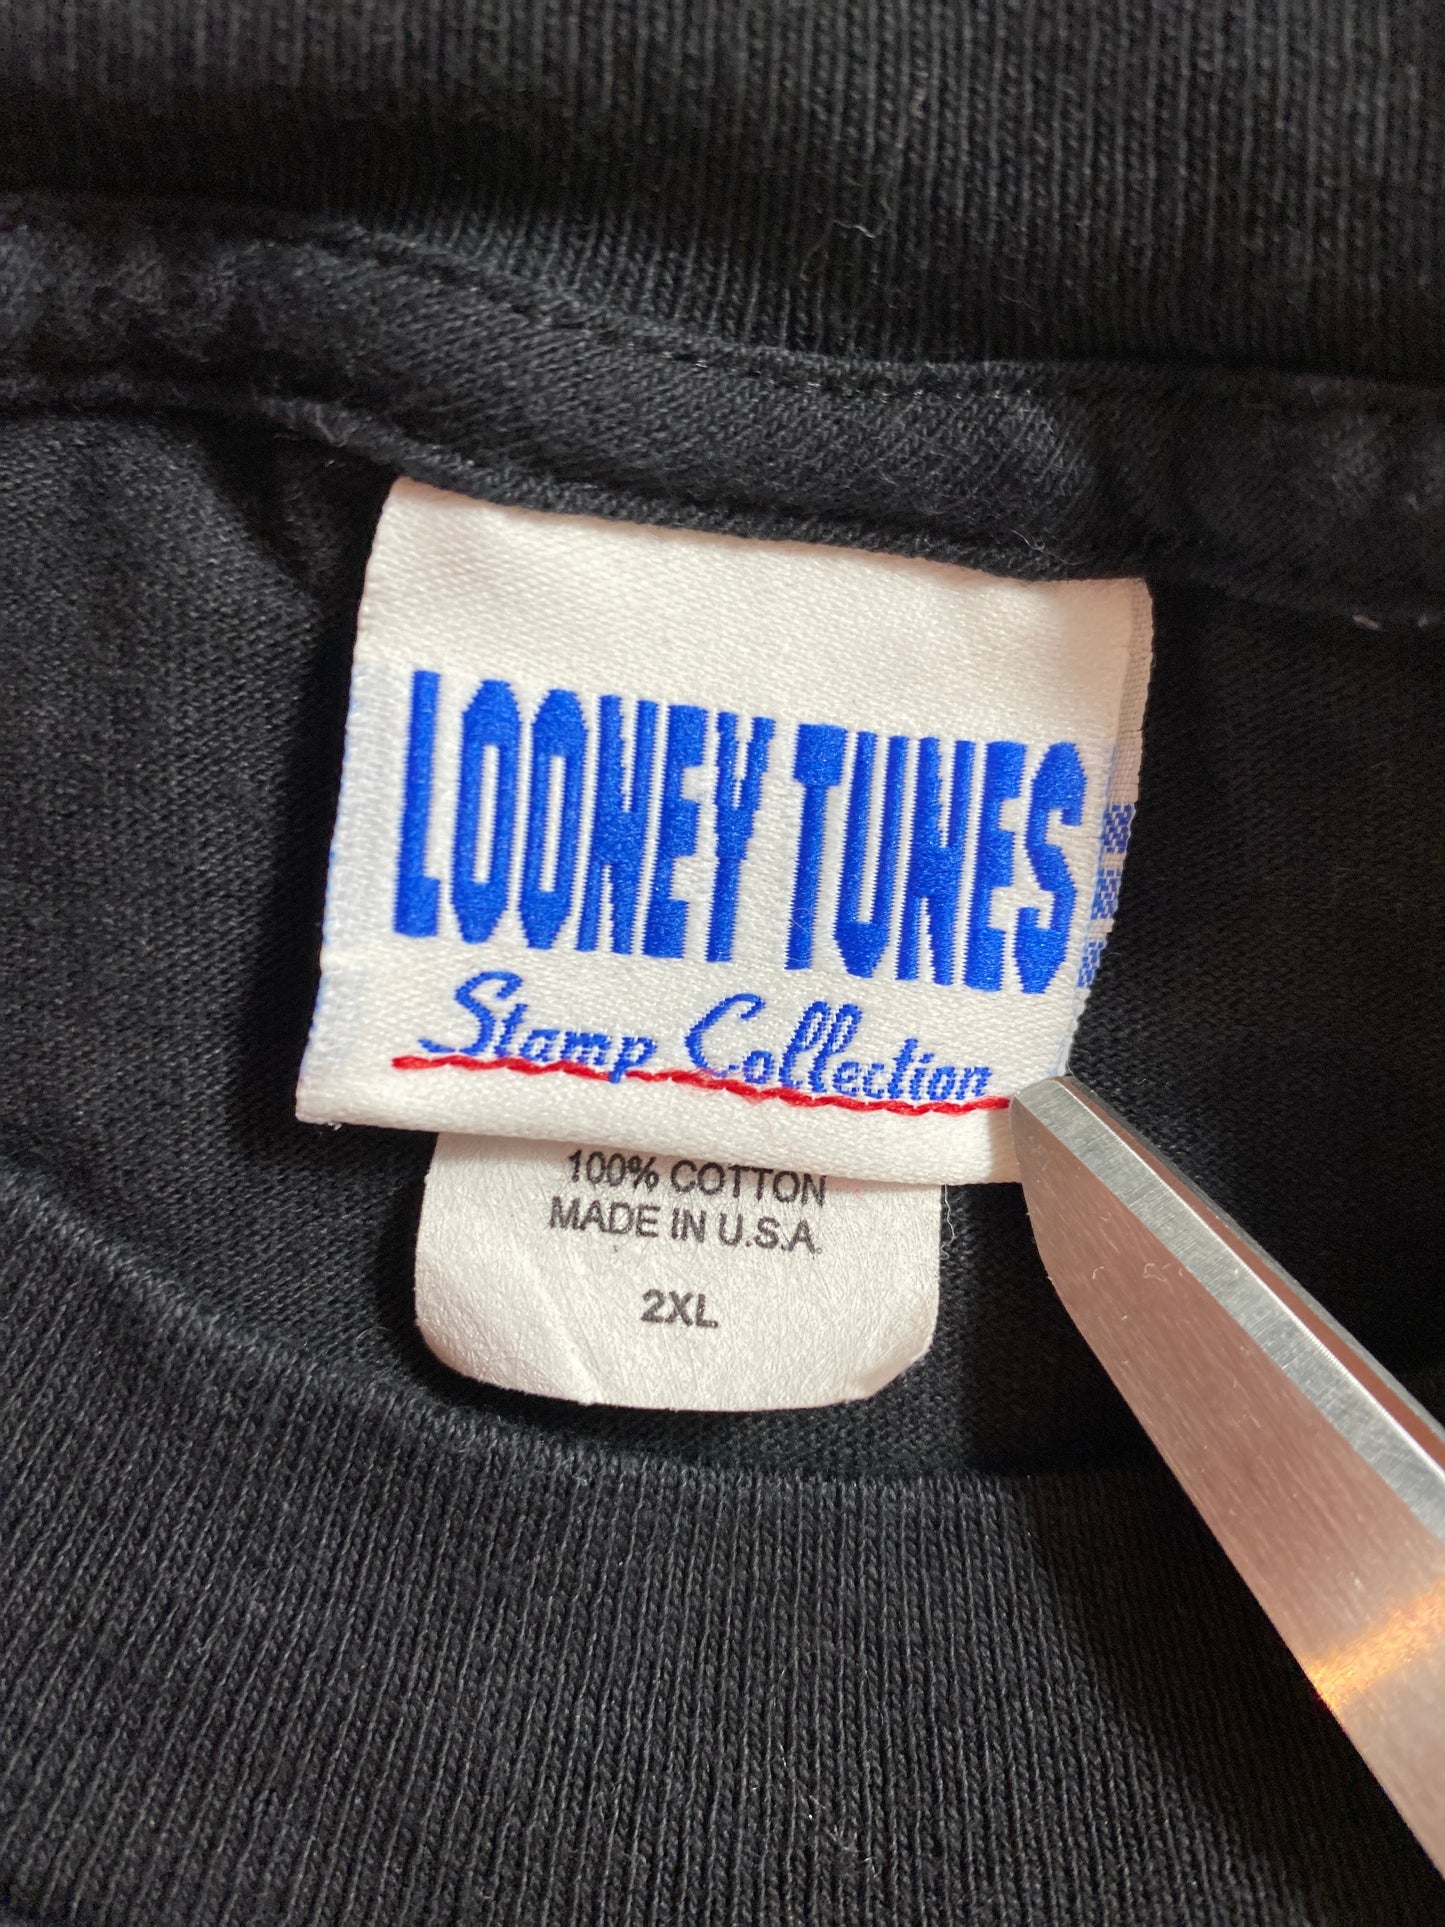 LOONEY TUNES
Stamp Collection
100% COTTON
MADE IN U.S.A
2XL